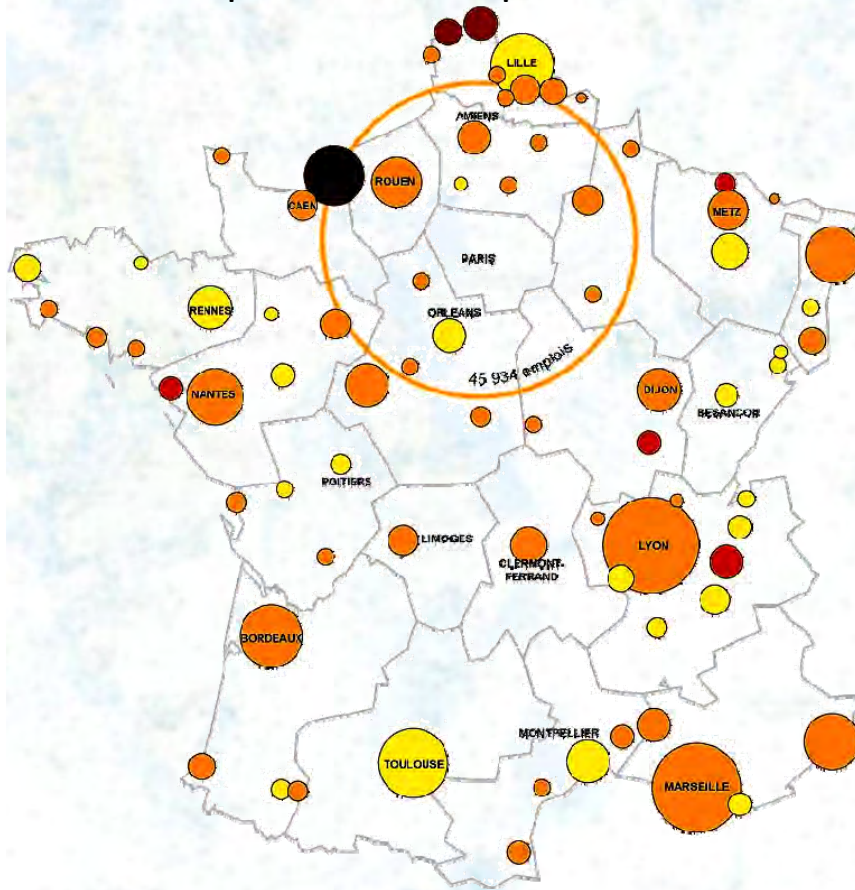 LILLE
AMIENS
ROUEN
CAEN
METZ
PARIS
RENNES
ORLEANS
45 934 emplois
NANTES
DIJON
BESANCON
POITIERS
LIMOGES
LYON
CLERMONT-
FERRAND
BORDEAUX
MONTPELLIER
TOULOUSE
MARSEILLE